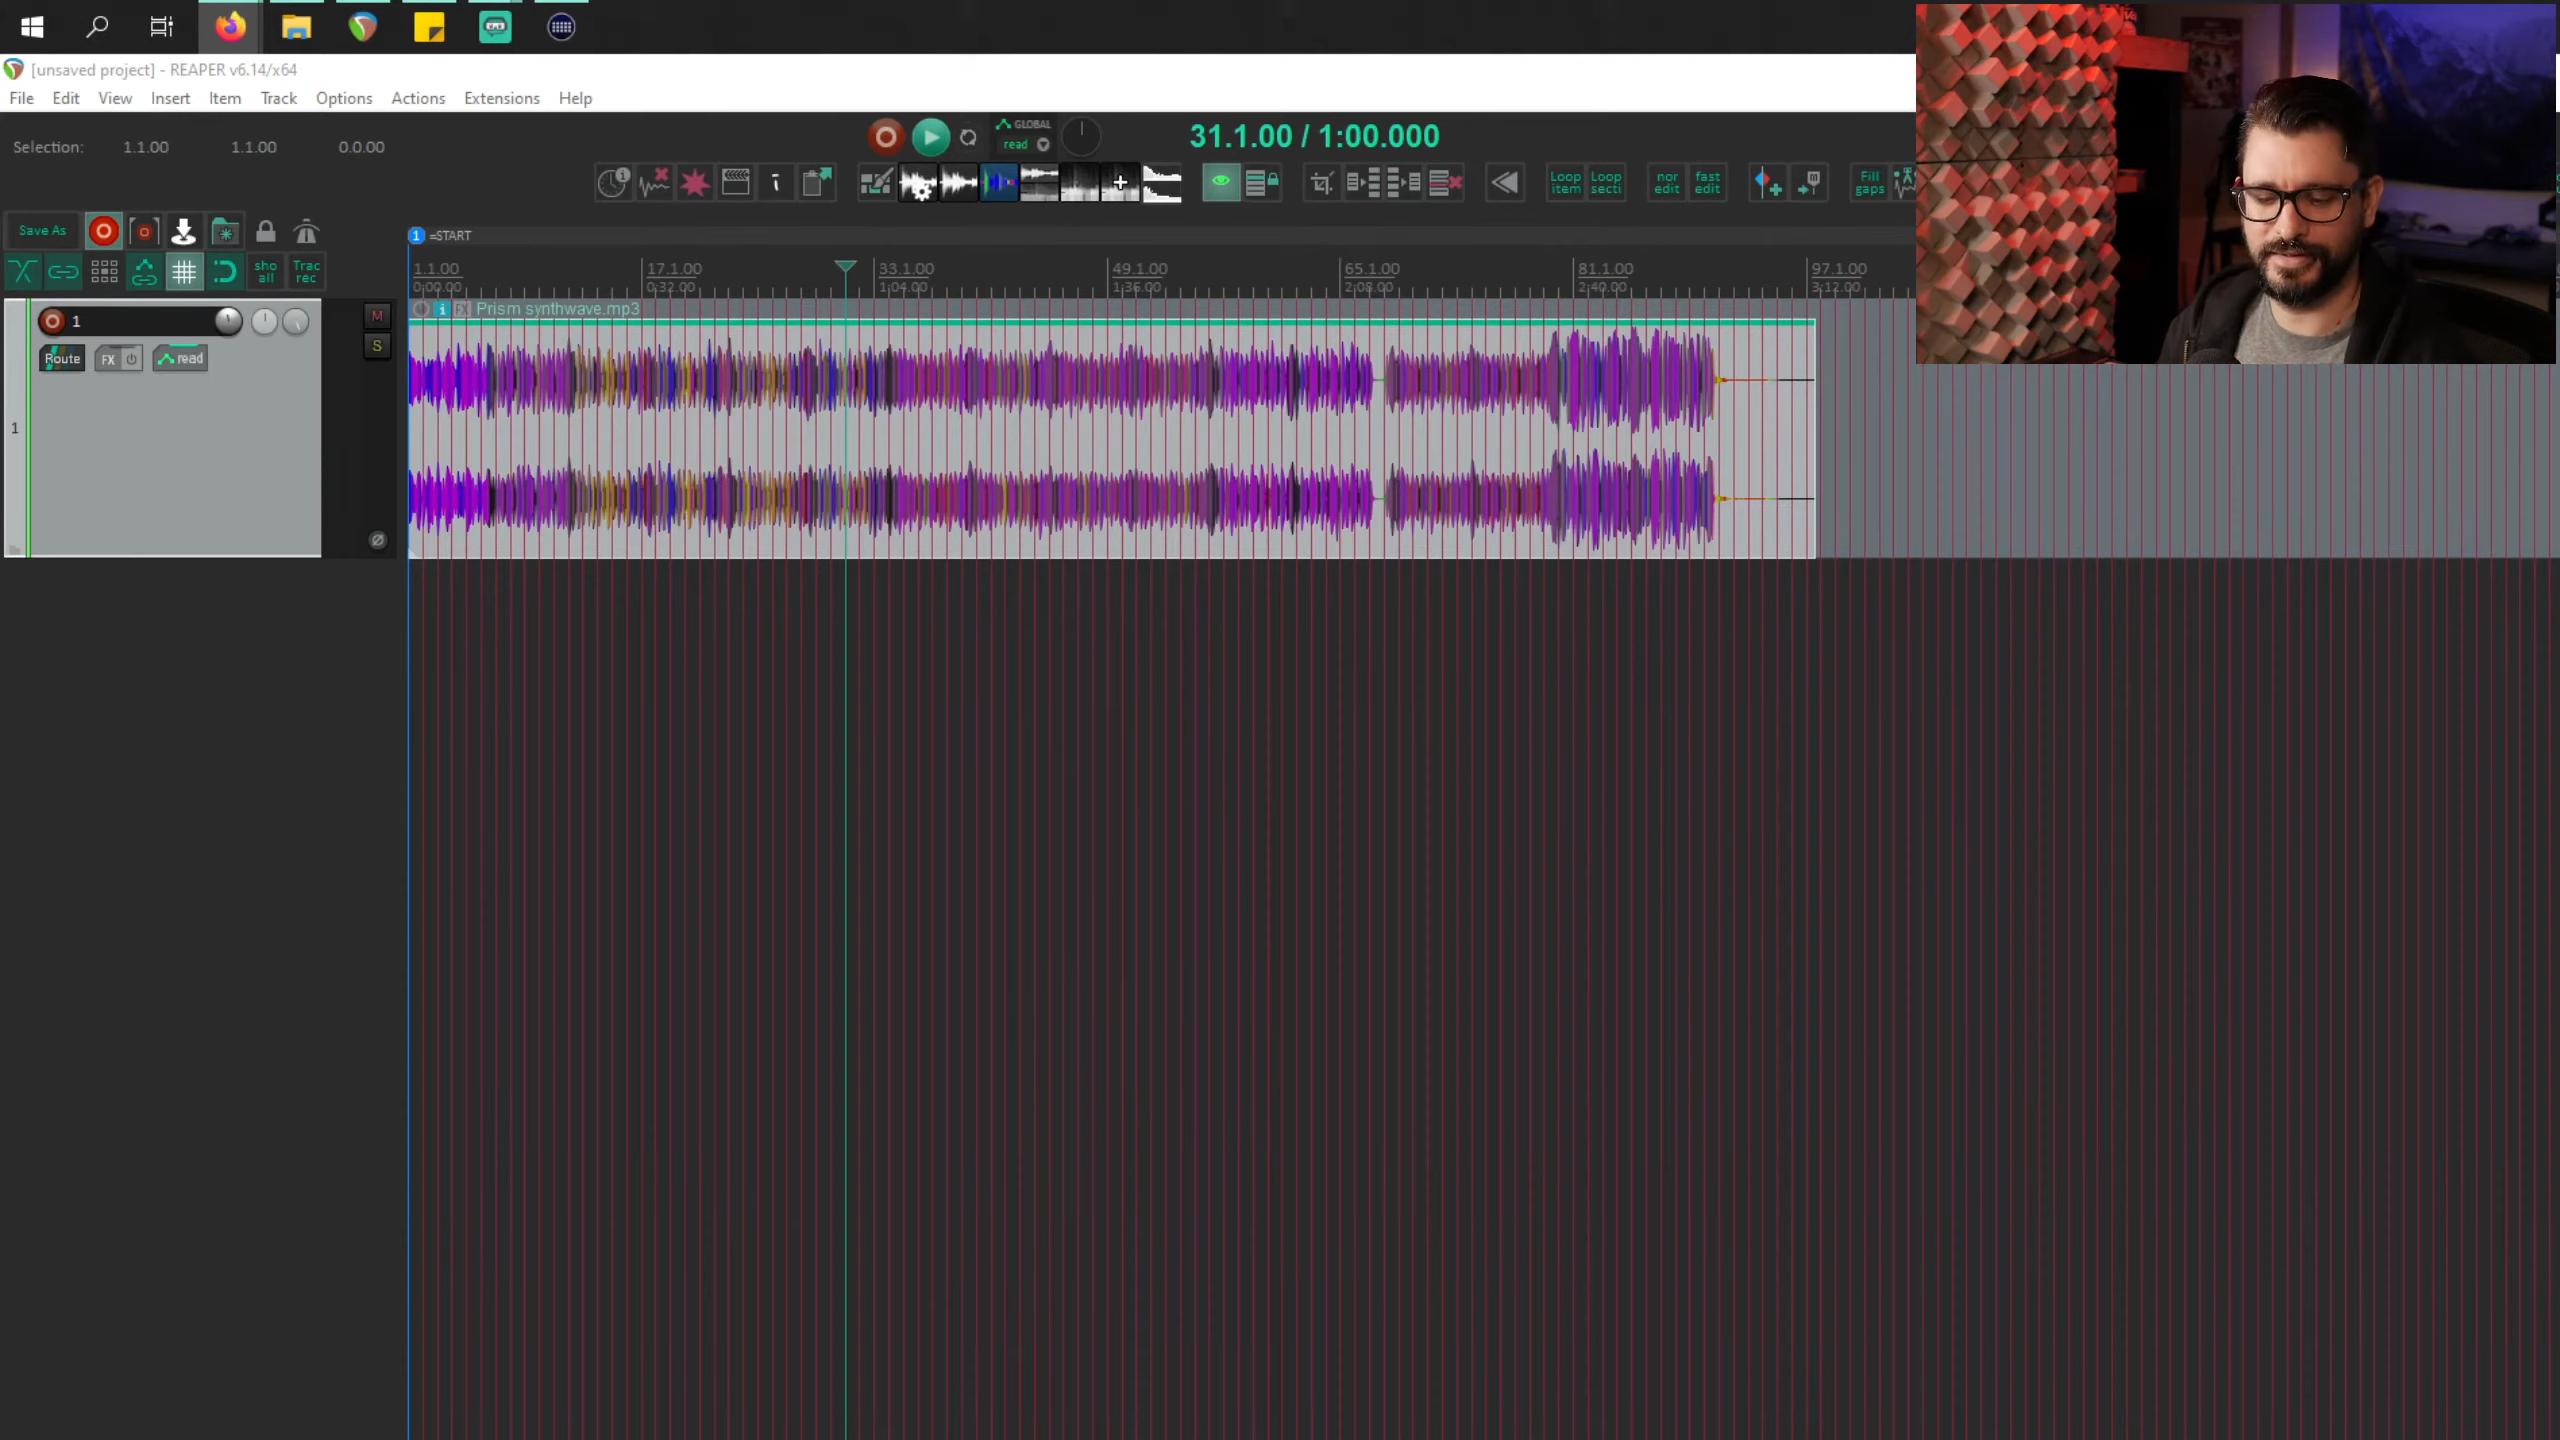 [unsaved project] - REAPER v6.14/x64
File Edit View Insert Item Track Options Actions Extensions Help
Selection: 1.1.00 1.1.00 0.0.00
GLOBAL
read
31.1.00 / 1:00.000
Loop item
Loop secti
nor edit
fast edit
Fill gaps
Save As
sho all
Trac rec
1 =START
1.1.00 17.1.00 33.1.00 49.1.00 65.1.00 81.1.00 97.1.00
0:00.00 0:32.00 1:04.00 1:36.00 2:08.00 2:40.00 3:12.00
i FX Prism synthwave.mp3
1
M
S
Route FX read
1